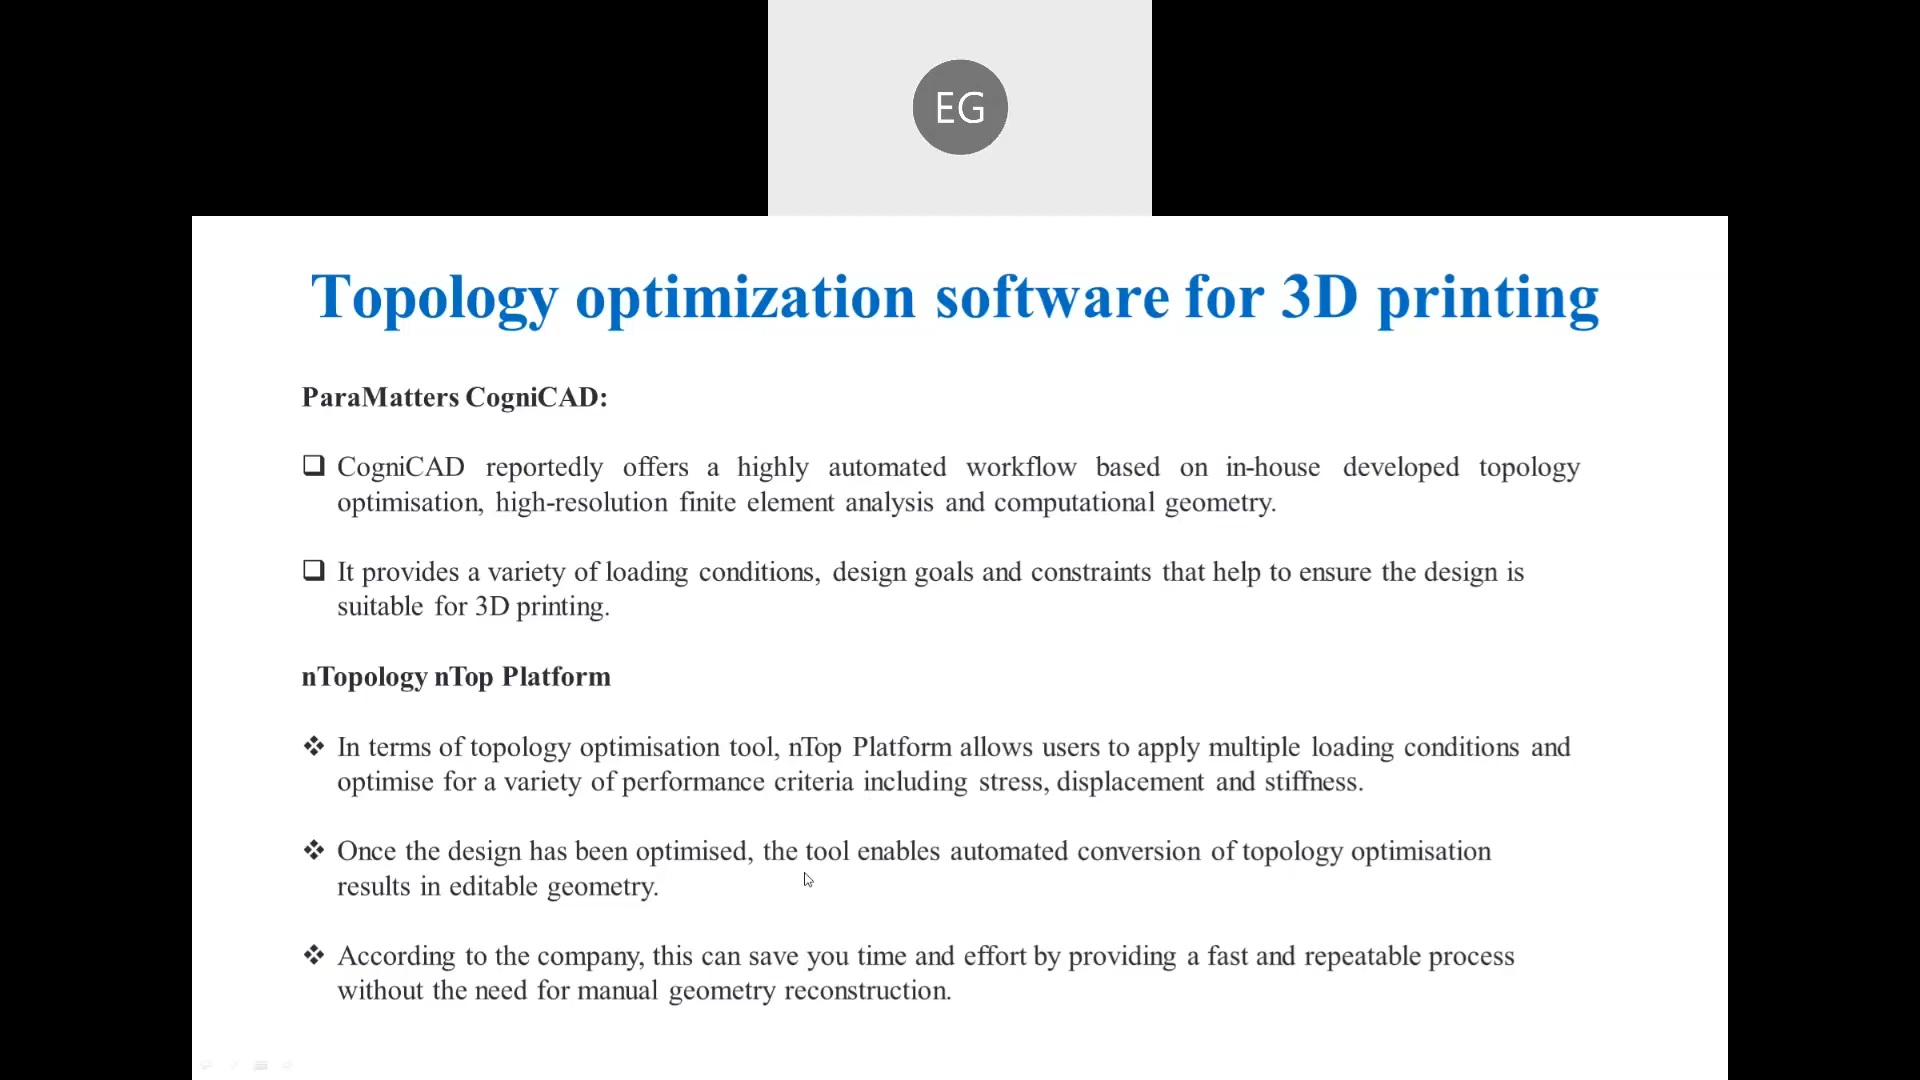 EG
Topology optimization software for 3D printing
ParaMatters CogniCAD:
CogniCAD reportedly offers a highly automated workflow based on in-house developed topology
optimisation, high-resolution finite element analysis and computational geometry.
It provides a variety of loading conditions, design goals and constraints that help to ensure the design is
suitable for 3D printing.
nTopology nTop Platform
In terms of topology optimisation tool, nTop Platform allows users to apply multiple loading conditions and
optimise for a variety of performance criteria including stress, displacement and stiffness.
Once the design has been optimised, the tool enables automated conversion of topology optimisation
results in editable geometry.
According to the company, this can save you time and effort by providing a fast and repeatable process
without the need for manual geometry reconstruction.